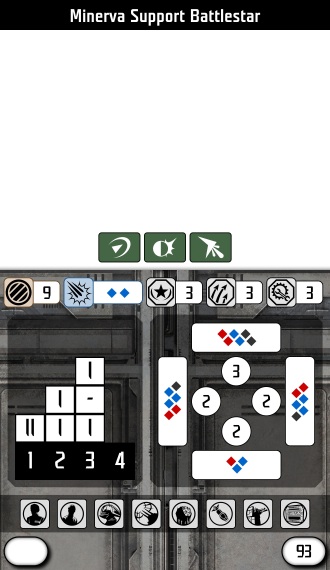 Minerva Support Battlestar
9 3 3 3
I
I -
II I I
1 2 3 4
3
2 2
2
93